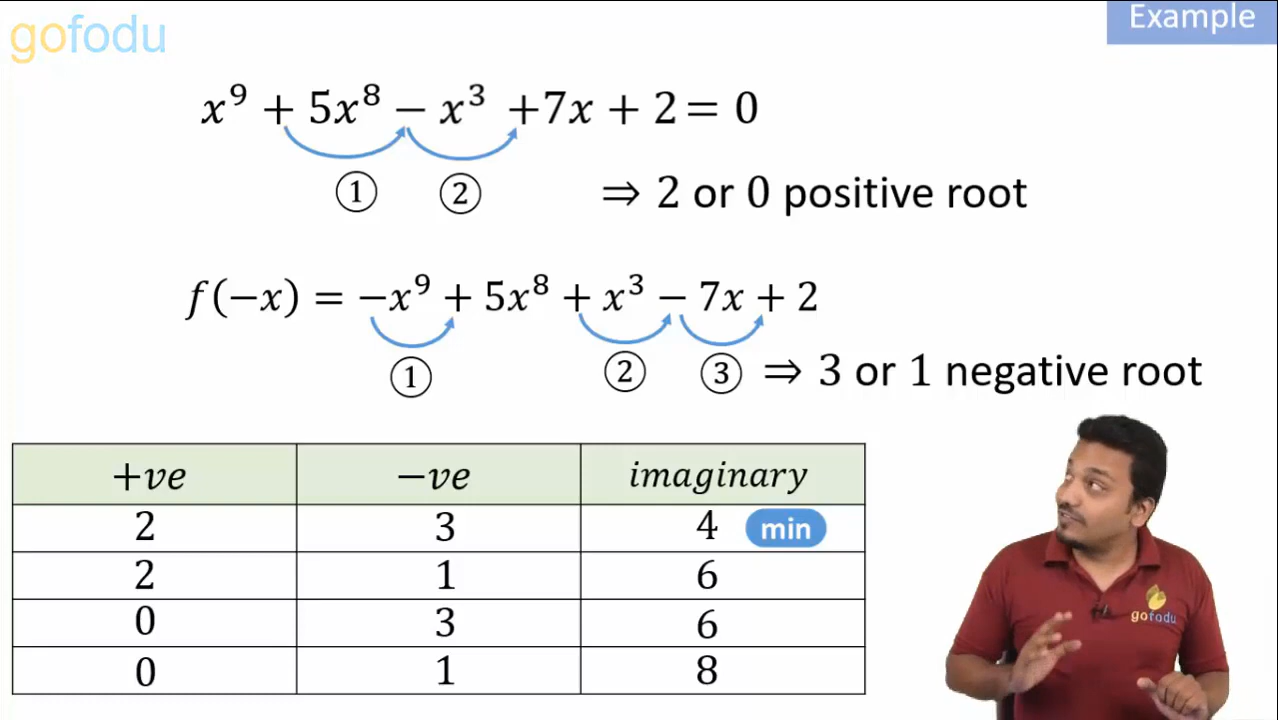 gofodu
Example
x⁹ + 5x⁸ − x³ +7x + 2 = 0
① ②
⇒ 2 or 0 positive root
f(−x) = −x⁹ + 5x⁸ + x³ − 7x + 2
① ② ③ ⇒ 3 or 1 negative root
+ve −ve imaginary
2 3 4 min
2 1 6
0 3 6
0 1 8
gofodu